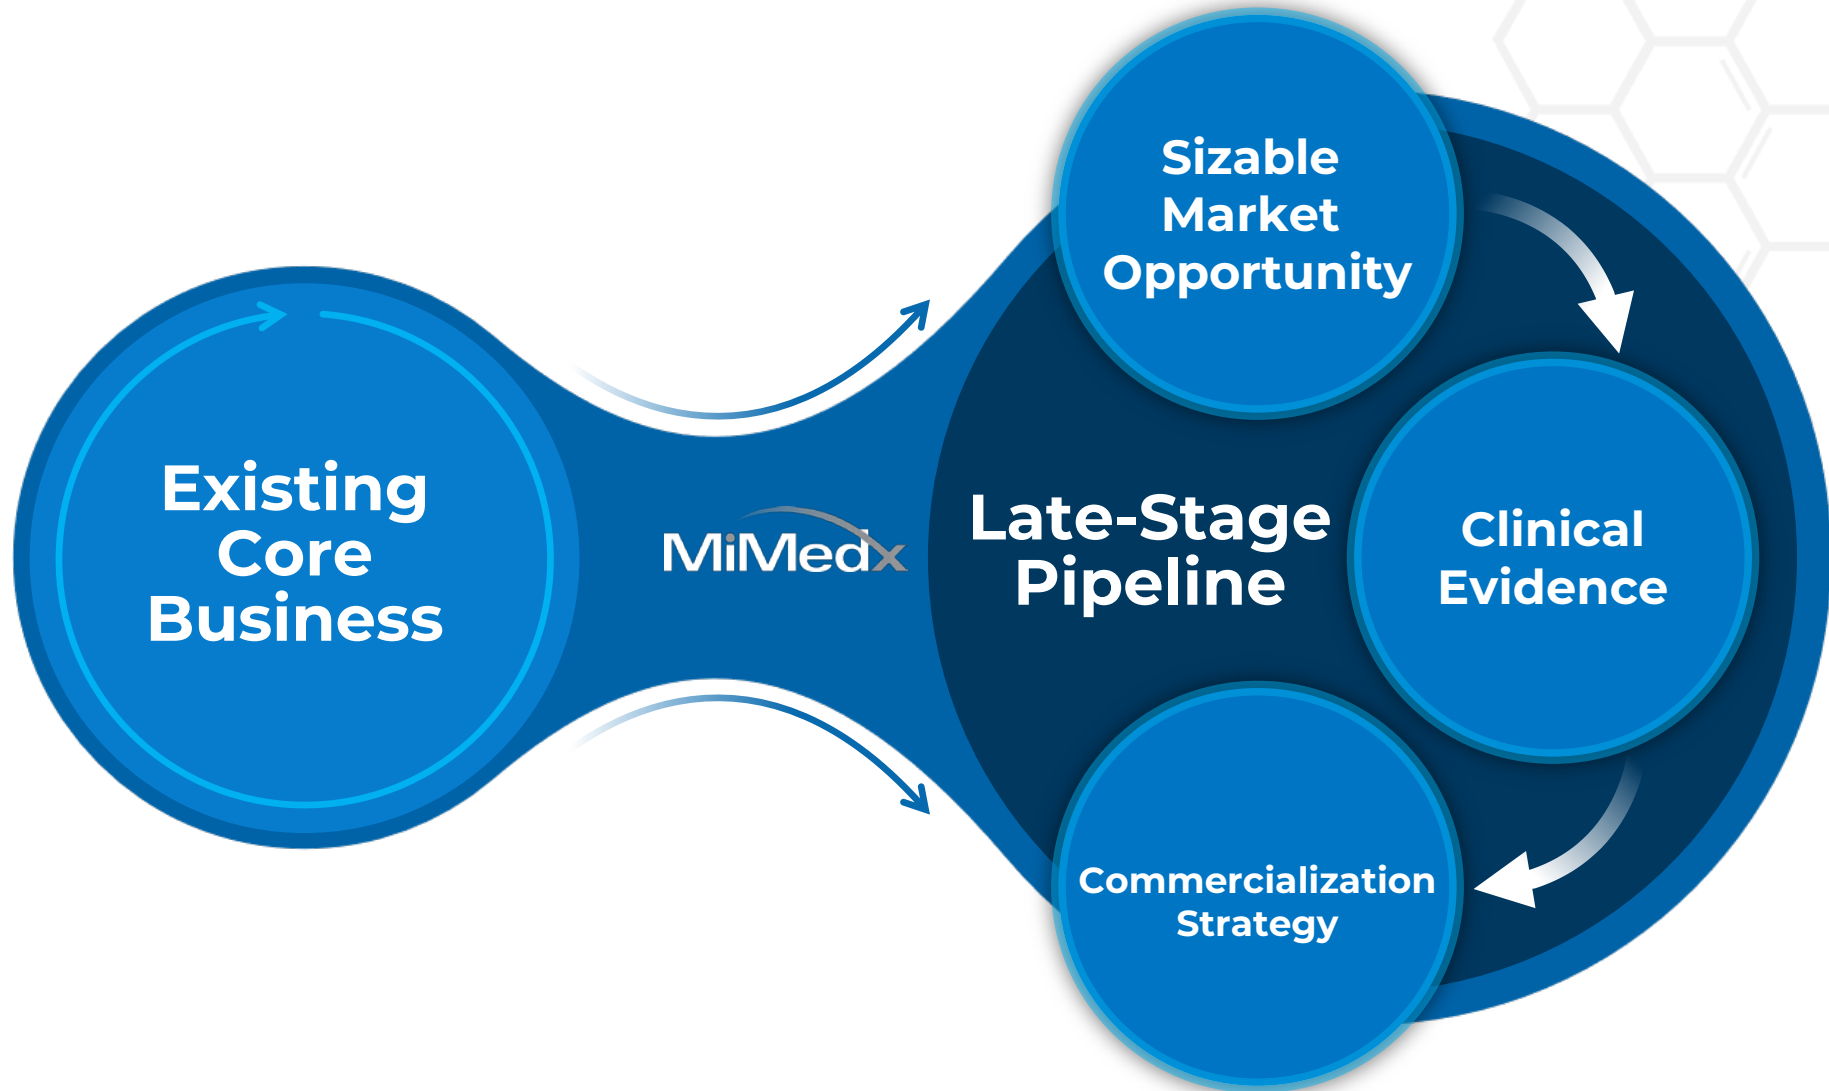 Existing
Core
Business
MiMedx
Late-Stage
Pipeline
Sizable
Market
Opportunity
Clinical
Evidence
Commercialization
Strategy